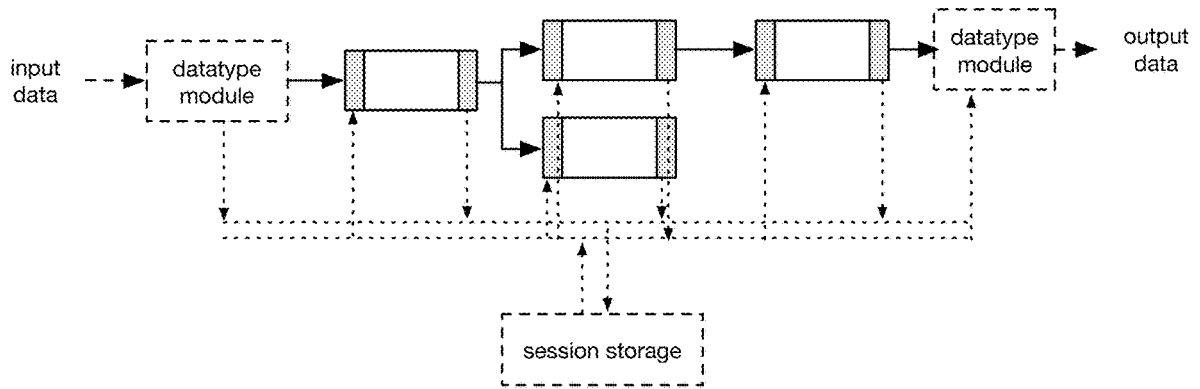 input
data
datatype
module
datatype
module
output
data
session storage